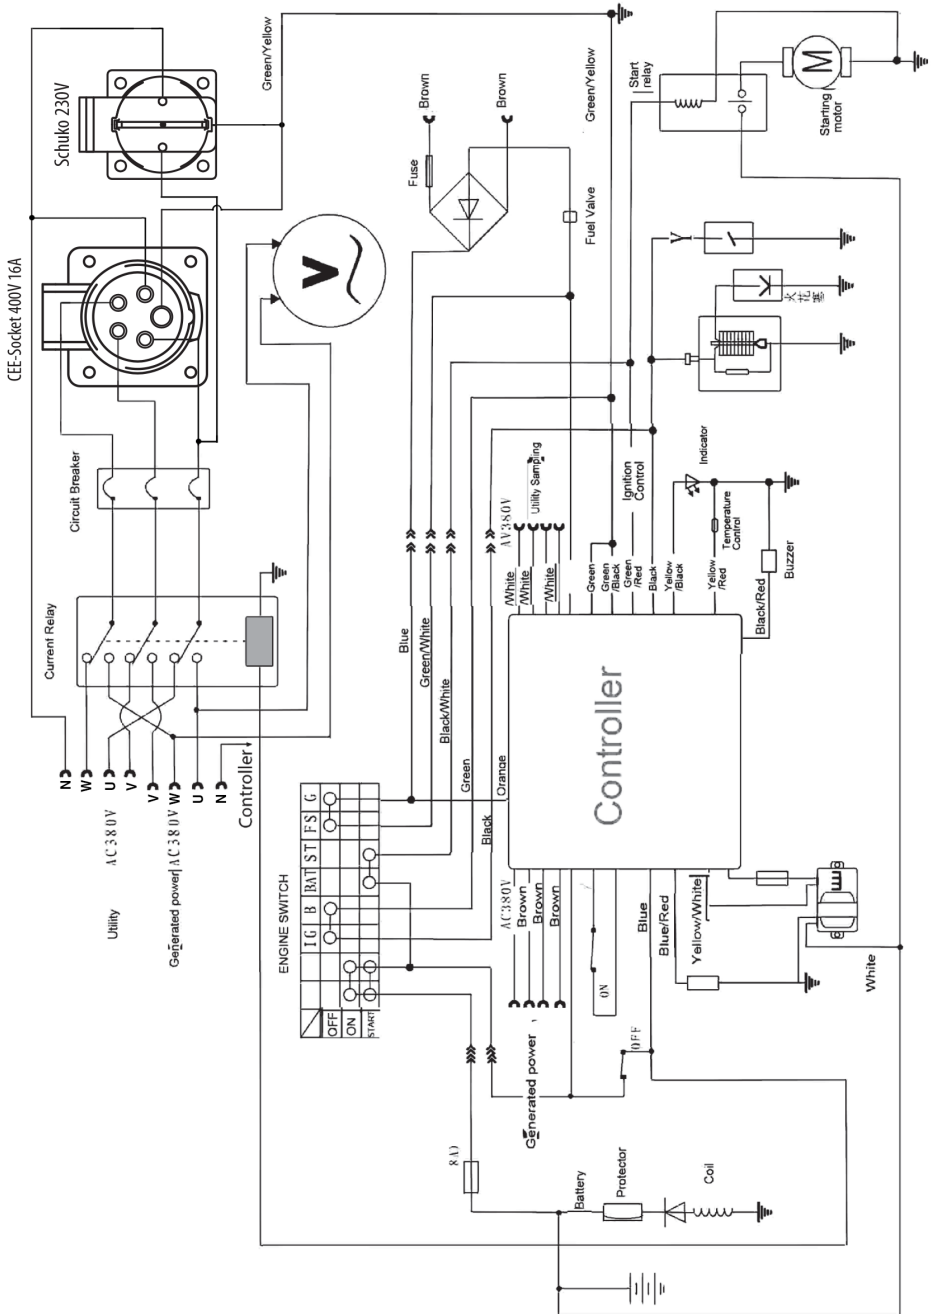 CEE-Socket 400V 16A
Schuko 230V
Green/Yellow
Circuit Breaker
Current Relay
V
N
W
U
V
V
W
U
N
Controller
AC380V
Utility
AC380V
Generated power
ENGINE SWITCH
IG
B
BAT
ST
FS
G
OFF
ON
START
Brown
Brown
Fuse
Fuel Valve
Green/Yellow
Start
relay
M
Starting
motor
火花
塞
Blue
Green/White
Black/White
Green
Black
Orange
AV380V
Utility Sampling
/White
/White
/White
Green
Green
/Black
Green
/Red
Ignition
Control
Black
Yellow
/Black
Indicator
Yellow
/Red
Temperature
Control
Black/Red
Buzzer
Controller
AC380V
Brown
Brown
Brown
Generated power
ON
OFF
Blue
Blue/Red
Yellow/White
White
Battery
Protector
Coil